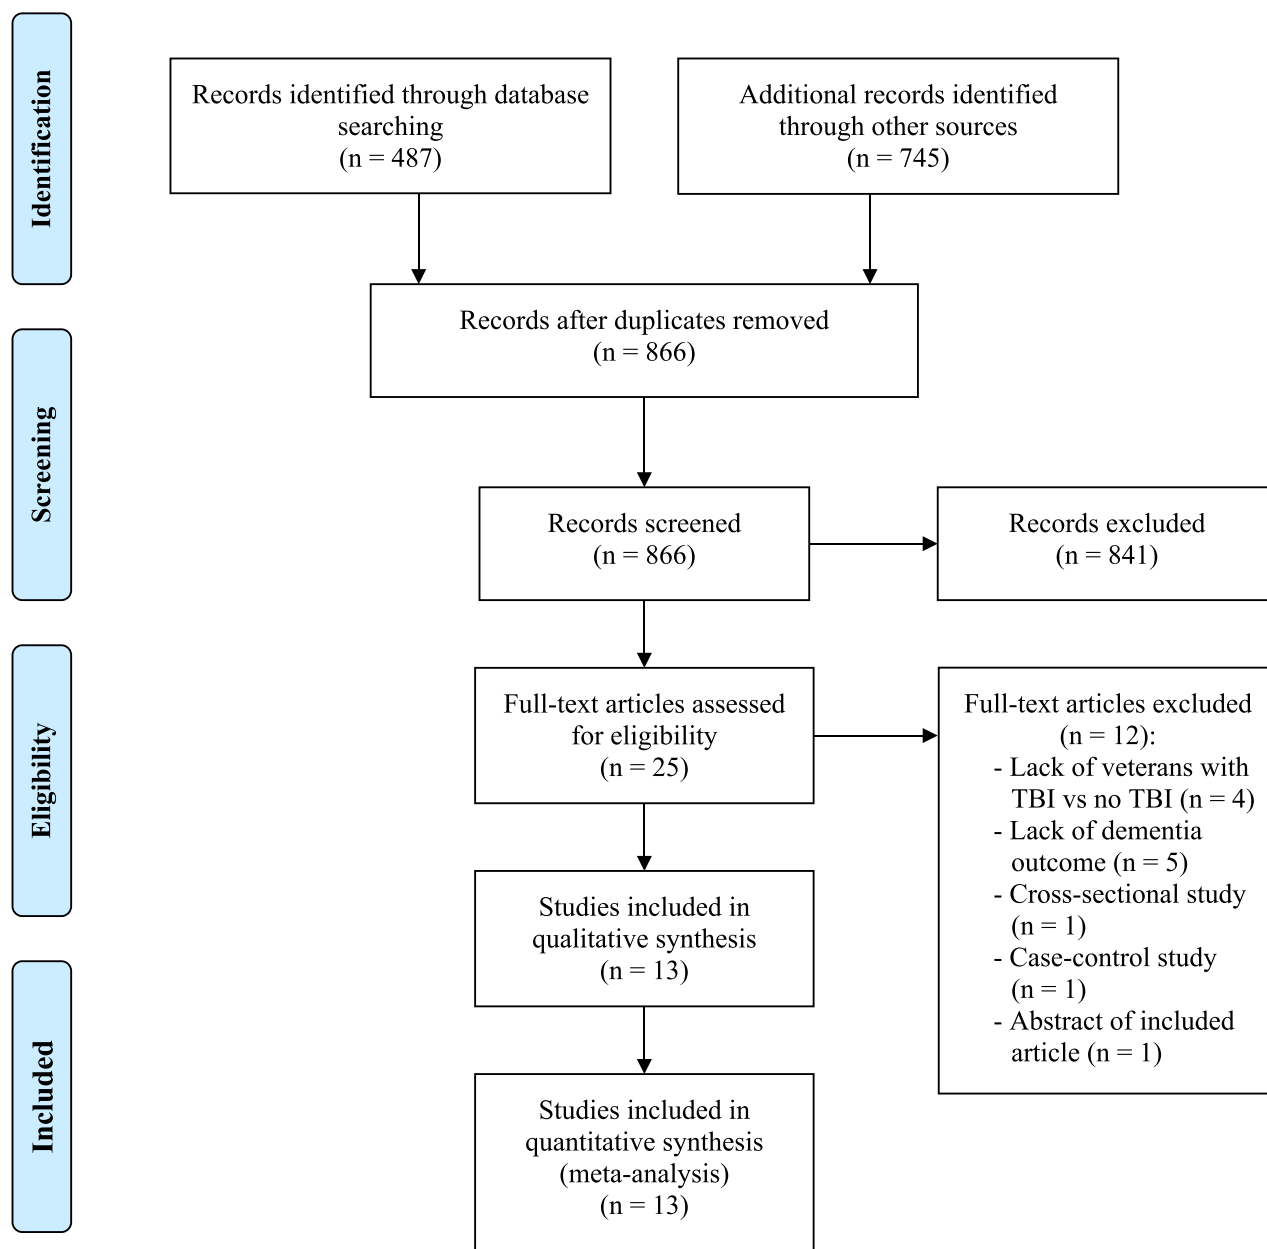 Identification
Records identified through database
searching
(n = 487)
Additional records identified
through other sources
(n = 745)
Records after duplicates removed
(n = 866)
Screening
Records screened
(n = 866)
Records excluded
(n = 841)
Eligibility
Full-text articles assessed
for eligibility
(n = 25)
Full-text articles excluded
(n = 12):
- Lack of veterans with
TBI vs no TBI (n = 4)
- Lack of dementia
outcome (n = 5)
- Cross-sectional study
(n = 1)
- Case-control study
(n = 1)
- Abstract of included
article (n = 1)
Studies included in
qualitative synthesis
(n = 13)
Included
Studies included in
quantitative synthesis
(meta-analysis)
(n = 13)